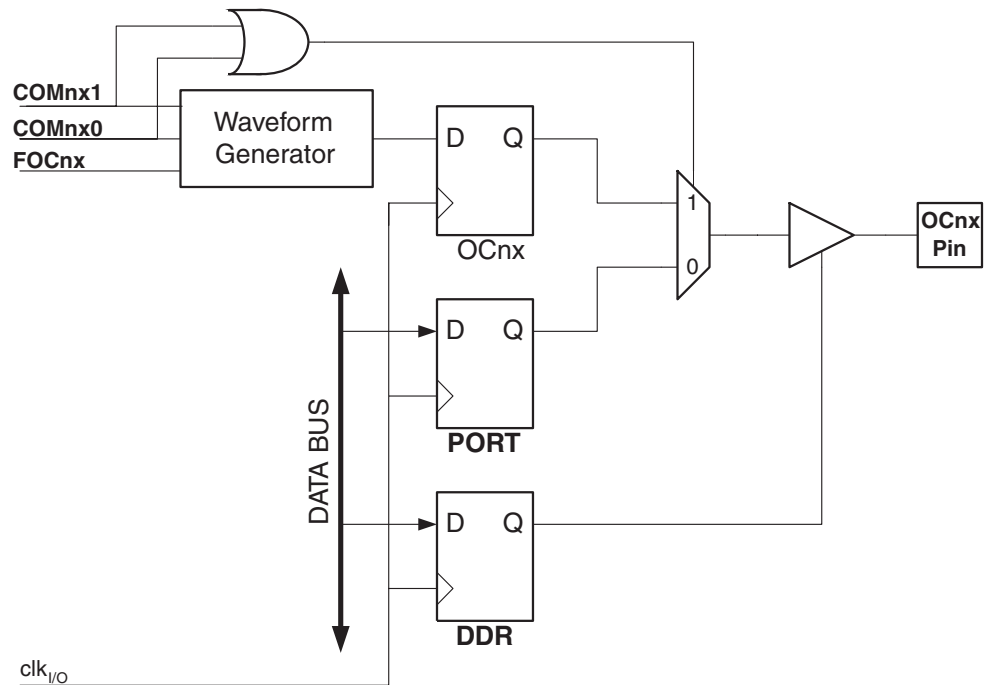 COMnx1
COMnx0
FOCnx
Waveform
Generator
D Q
OCnx
1
0
OCnx
Pin
D Q
PORT
DATA BUS
D Q
DDR
clkI/O